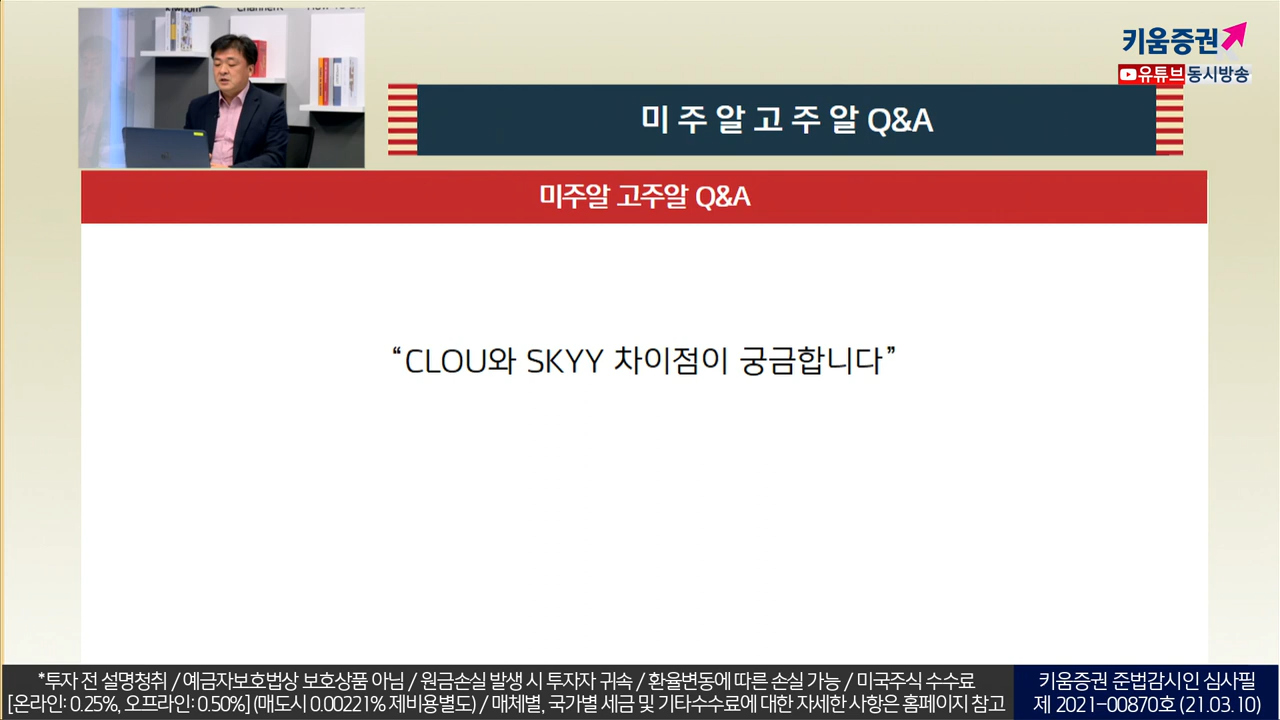 키움증권
유튜브 동시방송
미 주 알 고 주 알 Q&A
미주알 고주알 Q&A
“CLOU와 SKYY 차이점이 궁금합니다”
*투자 전 설명청취 / 예금자보호법상 보호상품 아님 / 원금손실 발생 시 투자자 귀속 / 환율변동에 따른 손실 가능 / 미국주식 수수료
[온라인: 0.25%, 오프라인: 0.50%] (매도시 0.00221% 제비용별도) / 매체별, 국가별 세금 및 기타수수료에 대한 자세한 사항은 홈페이지 참고
키움증권 준법감시인 심사필
제 2021-00870호 (21.03.10)